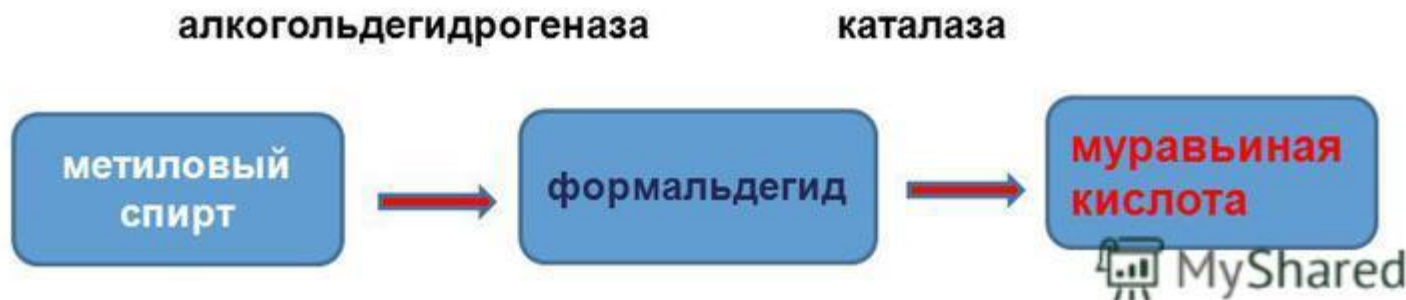 алкогольдегидрогеназа каталаза
метиловый
спирт
формальдегид
муравьиная
кислота
MyShared